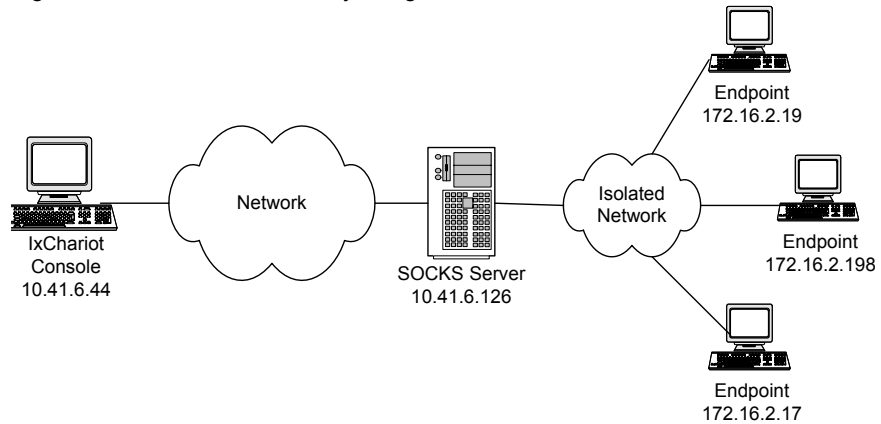 Endpoint
172.16.2.19
Network
Isolated
Network
IxChariot
Console
10.41.6.44
SOCKS Server
10.41.6.126
Endpoint
172.16.2.198
Endpoint
172.16.2.17